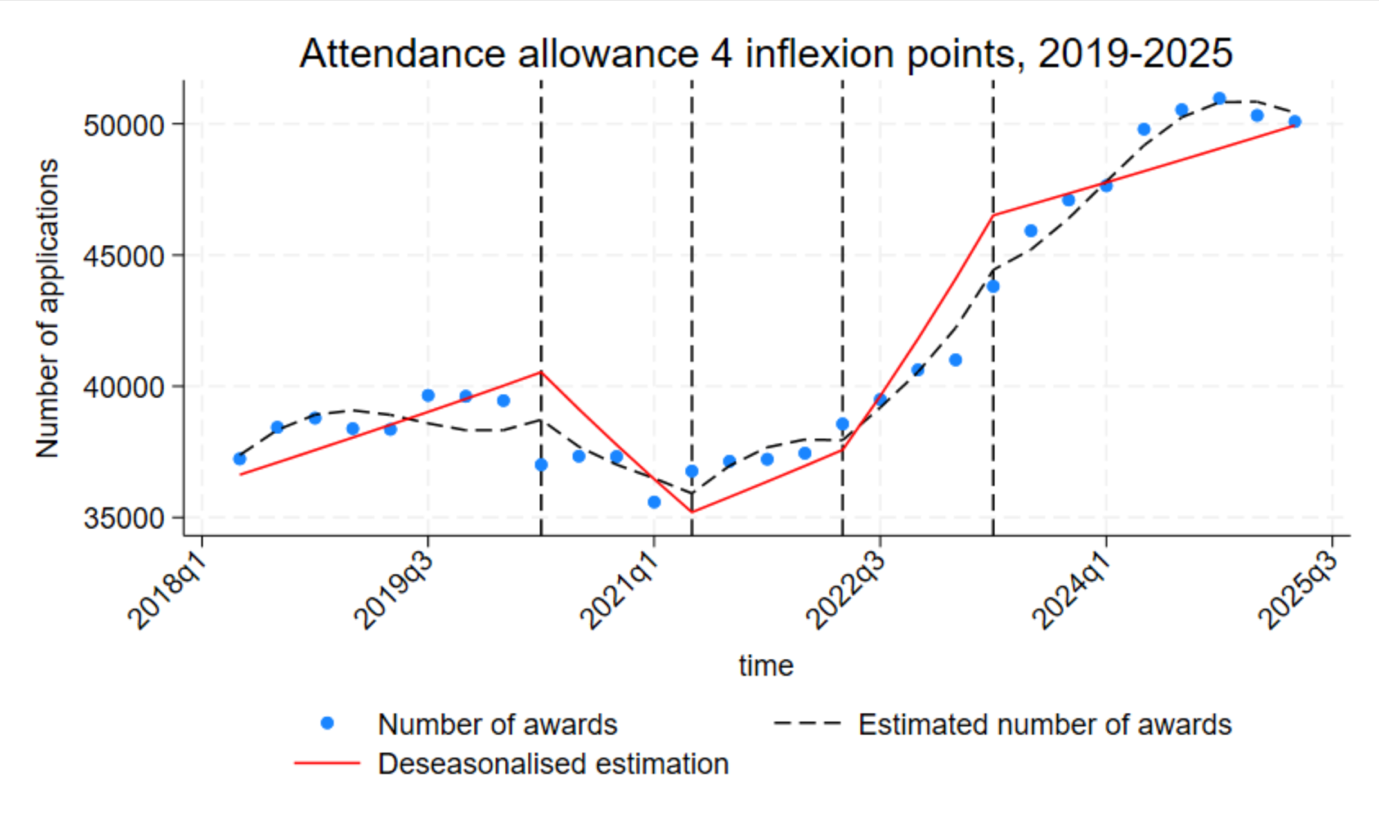 Attendance allowance 4 inflexion points, 2019-2025
Number of applications
50000
45000
40000
35000
2018q1
2019q3
2021q1
2022q3
2024q1
2025q3
time
Number of awards
Estimated number of awards
Deseasonalised estimation